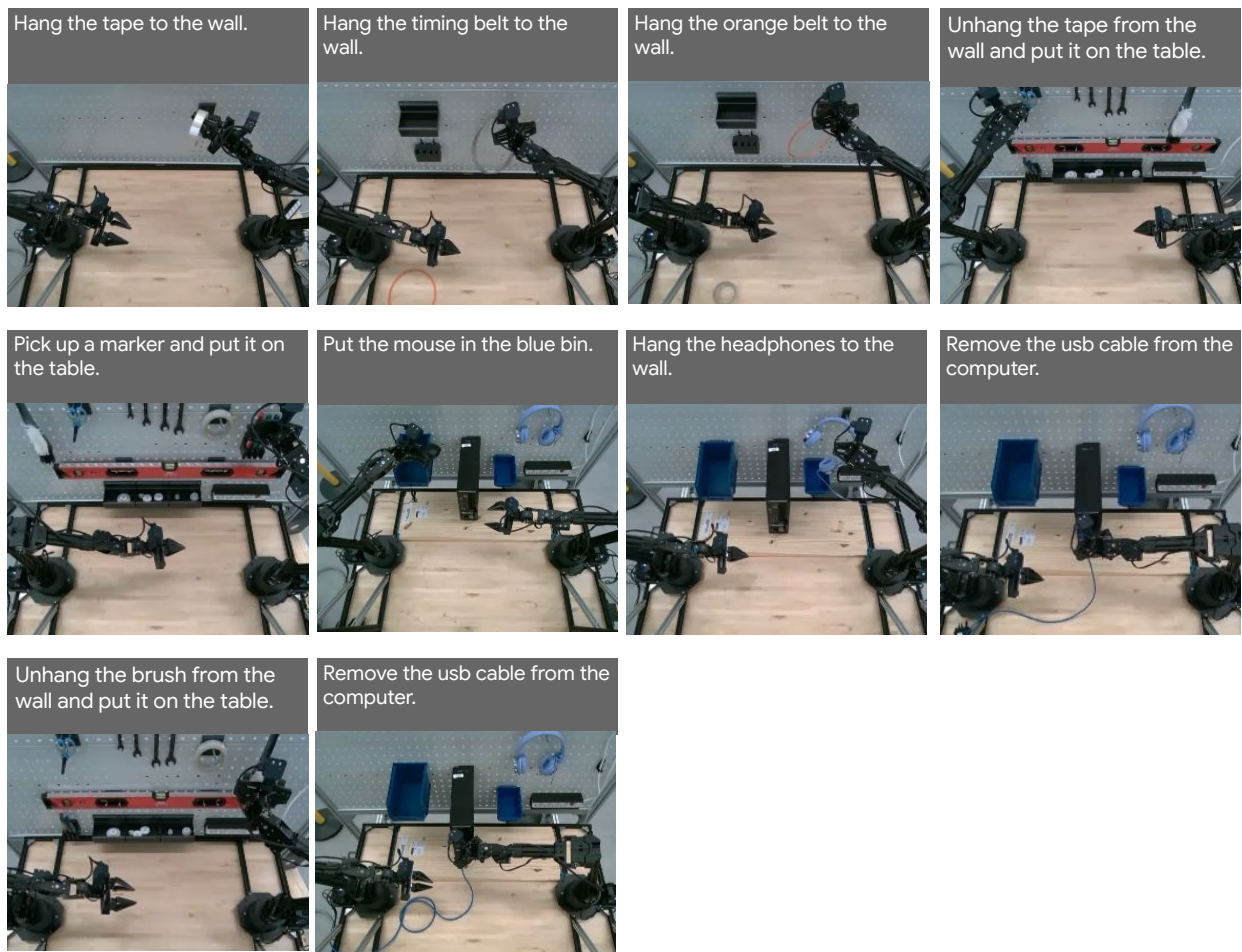 Hang the tape to the wall.
Hang the timing belt to the
wall.
Hang the orange belt to the
wall.
Unhang the tape from the
wall and put it on the table.
Pick up a marker and put it on
the table.
Put the mouse in the blue bin.
Hang the headphones to the
wall.
Remove the usb cable from the
computer.
Unhang the brush from the
wall and put it on the table.
Remove the usb cable from the
computer.